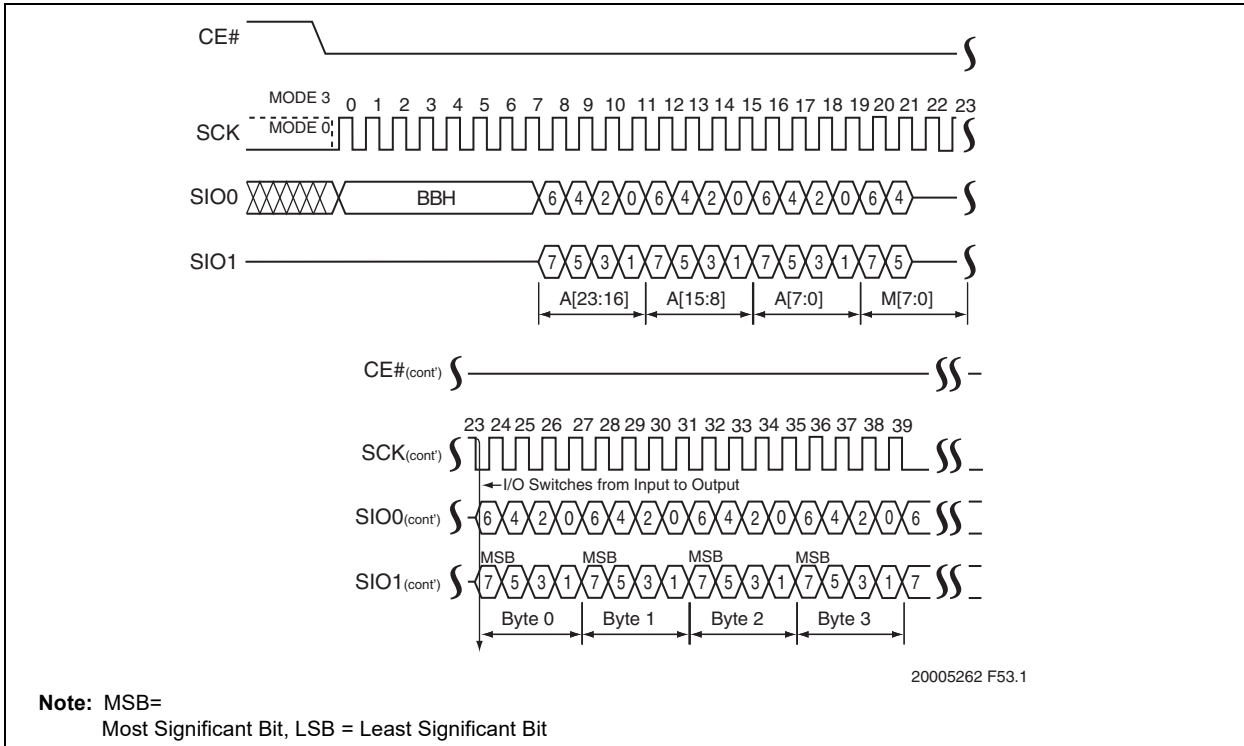 CE#
MODE 3
0 1 2 3 4 5 6 7 8 9 10 11 12 13 14 15 16 17 18 19 20 21 22 23
SCK
MODE 0
SIO0
BBH
6 4 2 0 6 4 2 0 6 4 2 0 6 4
SIO1
7 5 3 1 7 5 3 1 7 5 3 1 7 5
A[23:16] A[15:8] A[7:0] M[7:0]
CE#(cont')
23 24 25 26 27 28 29 30 31 32 33 34 35 36 37 38 39
SCK(cont')
I/O Switches from Input to Output
SIO0(cont')
6 4 2 0 6 4 2 0 6 4 2 0 6 4 2 0 6
MSB MSB MSB MSB
SIO1(cont')
7 5 3 1 7 5 3 1 7 5 3 1 7 5 3 1 7
Byte 0 Byte 1 Byte 2 Byte 3
20005262 F53.1
Note: MSB=
Most Significant Bit, LSB = Least Significant Bit